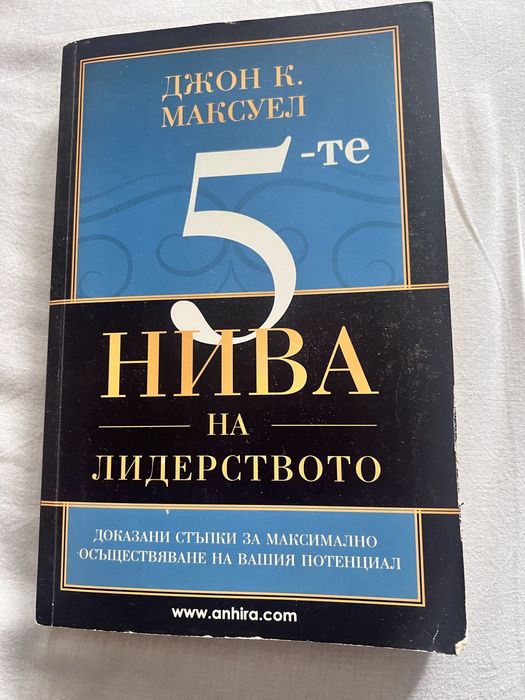 ДЖОН К.
МАКСУЕЛ
5-те
НИВА
НА
ЛИДЕРСТВОТО
ДОКАЗАНИ СТЪПКИ ЗА МАКСИМАЛНО
ОСЪЩЕСТВЯВАНЕ НА ВАШИЯ ПОТЕНЦИАЛ
www.anhira.com